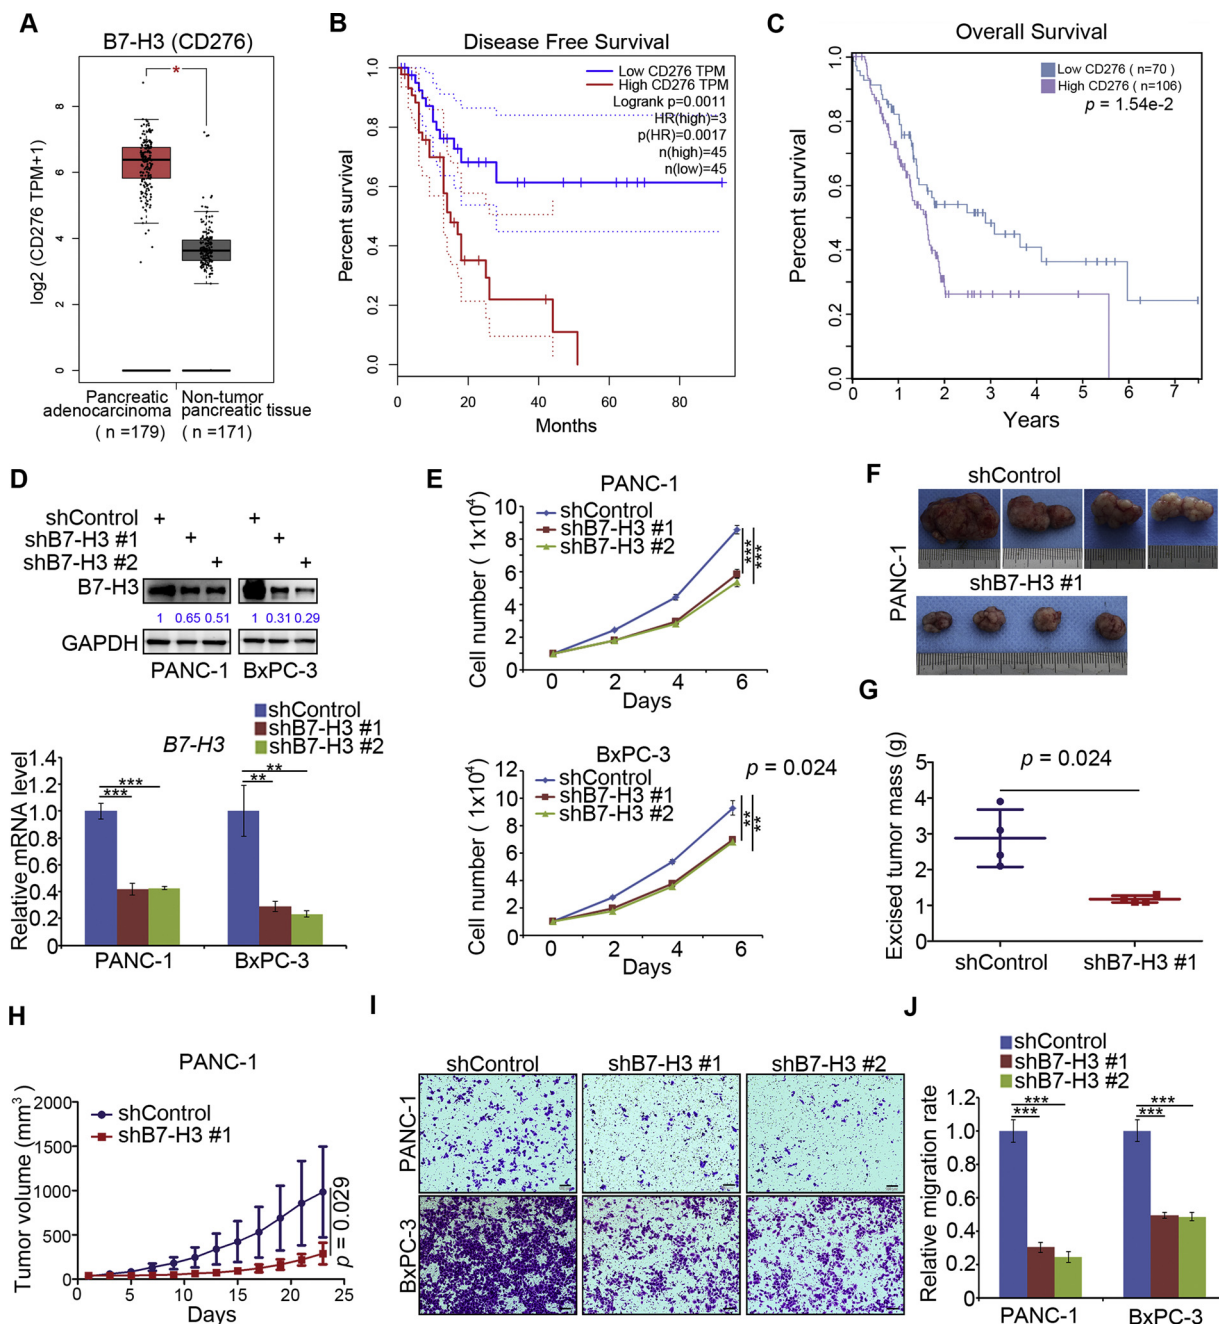 A
B7-H3 (CD276)
*
log2 (CD276 TPM+1)
8
6
4
2
0
Pancreatic adenocarcinoma
( n =179)
Non-tumor pancreatic tissue
( n =171)
B
Disease Free Survival
Low CD276 TPM
High CD276 TPM
Logrank p=0.0011
HR(high)=3
p(HR)=0.0017
n(high)=45
n(low)=45
Percent survival
1.0
0.8
0.6
0.4
0.2
0.0
0 20 40 60 80
Months
C
Overall Survival
Low CD276 ( n=70 )
High CD276 ( n=106)
p = 1.54e-2
Percent survival
1.0
0.8
0.6
0.4
0.2
0
0 1 2 3 4 5 6 7
Years
D
shControl + +
shB7-H3 #1 + +
shB7-H3 #2 + +
B7-H3
1 0.65 0.51 1 0.31 0.29
GAPDH
PANC-1 BxPC-3
shControl
shB7-H3 #1
shB7-H3 #2
B7-H3
Relative mRNA level
1.4
1.2
1.0
0.8
0.6
0.4
0.2
0
***
***
**
**
PANC-1 BxPC-3
E
PANC-1
shControl
shB7-H3 #1
shB7-H3 #2
Cell number ( 1x10⁴)
10
8
6
4
2
0
***
***
0 2 4 6
Days
BxPC-3
p = 0.024
shControl
shB7-H3 #1
shB7-H3 #2
Cell number ( 1x10⁴)
12
10
8
6
4
2
0
**
**
0 2 4 6
Days
F
shControl
PANC-1
shB7-H3 #1
G
p = 0.024
Excised tumor mass (g)
5
4
3
2
1
0
shControl shB7-H3 #1
H
PANC-1
shControl
shB7-H3 #1
Tumor volume (mm³)
2000
1500
1000
500
0
p = 0.029
0 5 10 15 20 25
Days
I
shControl shB7-H3 #1 shB7-H3 #2
PANC-1
BxPC-3
J
shControl
shB7-H3 #1
shB7-H3 #2
Relative migration rate
1.2
1.0
0.8
0.6
0.4
0.2
0
***
***
***
***
PANC-1 BxPC-3